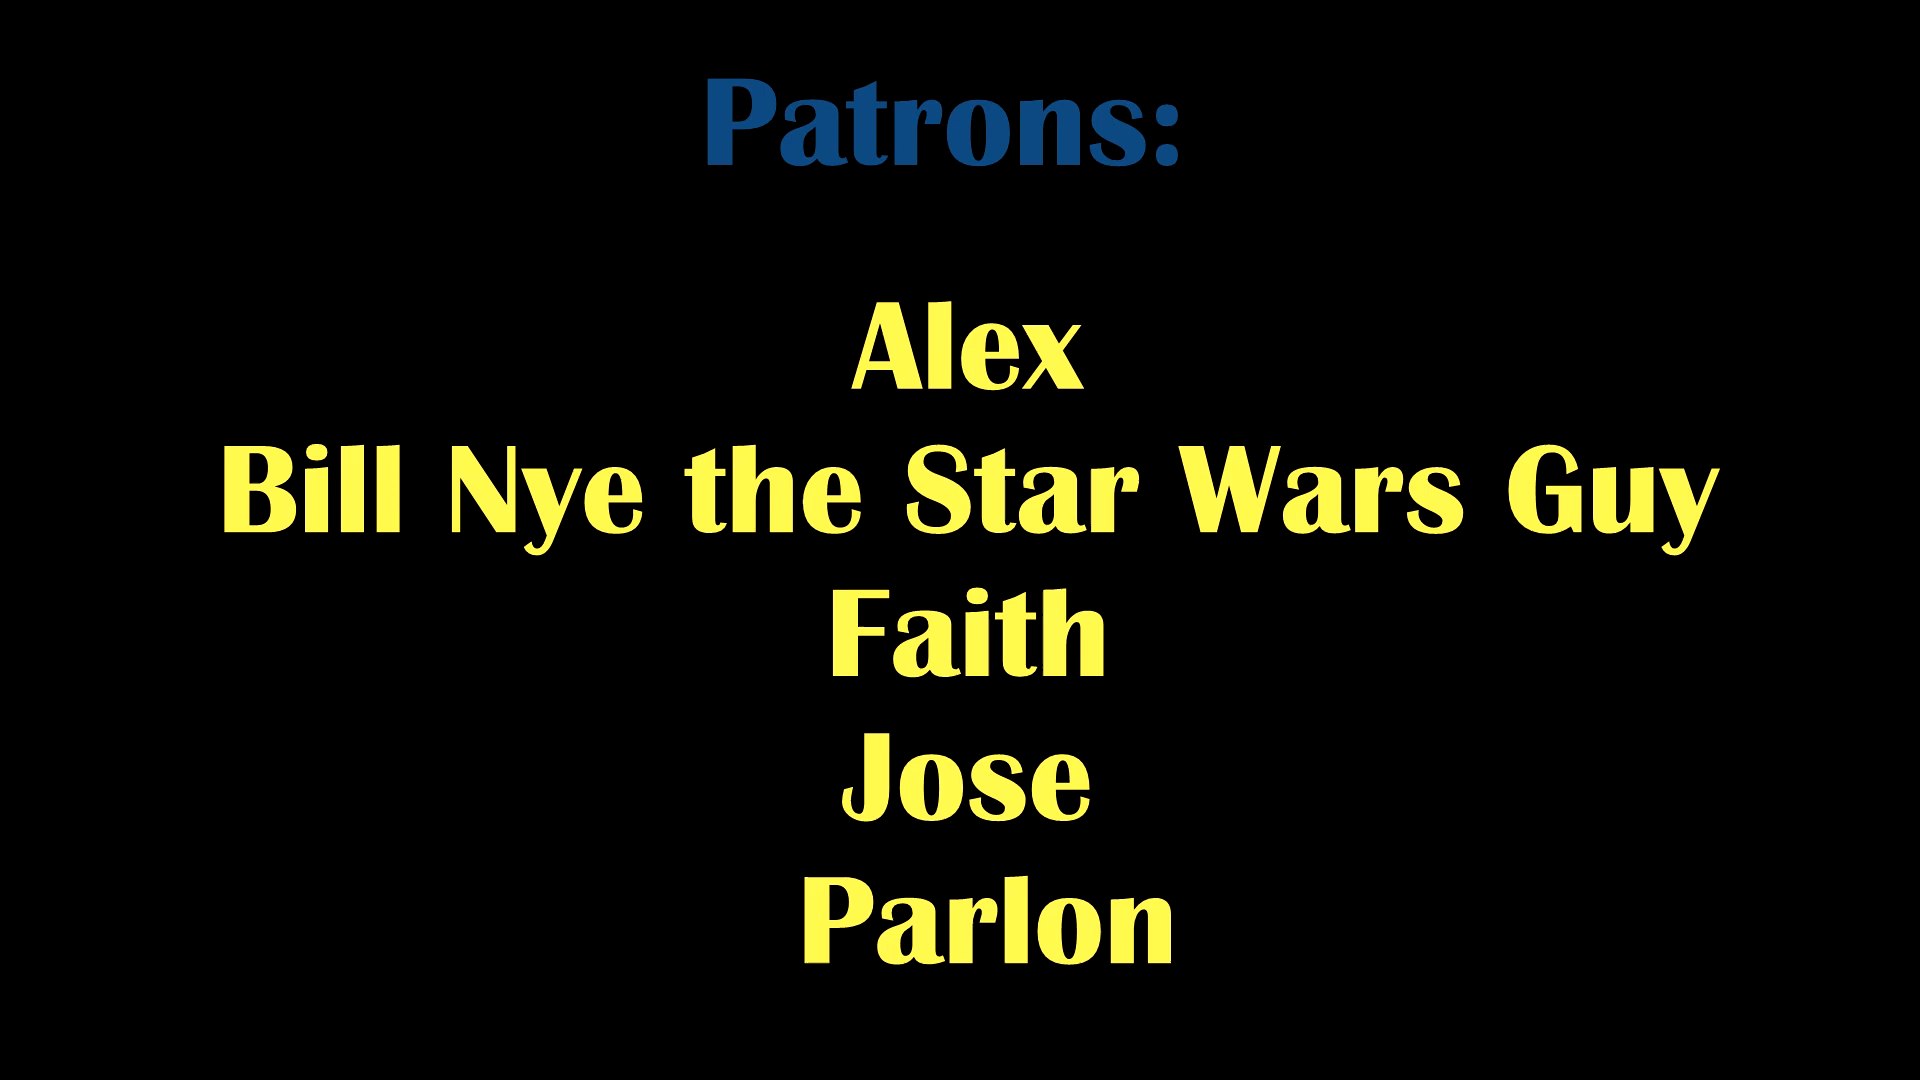 Patrons:
Alex
Bill Nye the Star Wars Guy
Faith
Jose
Parlon